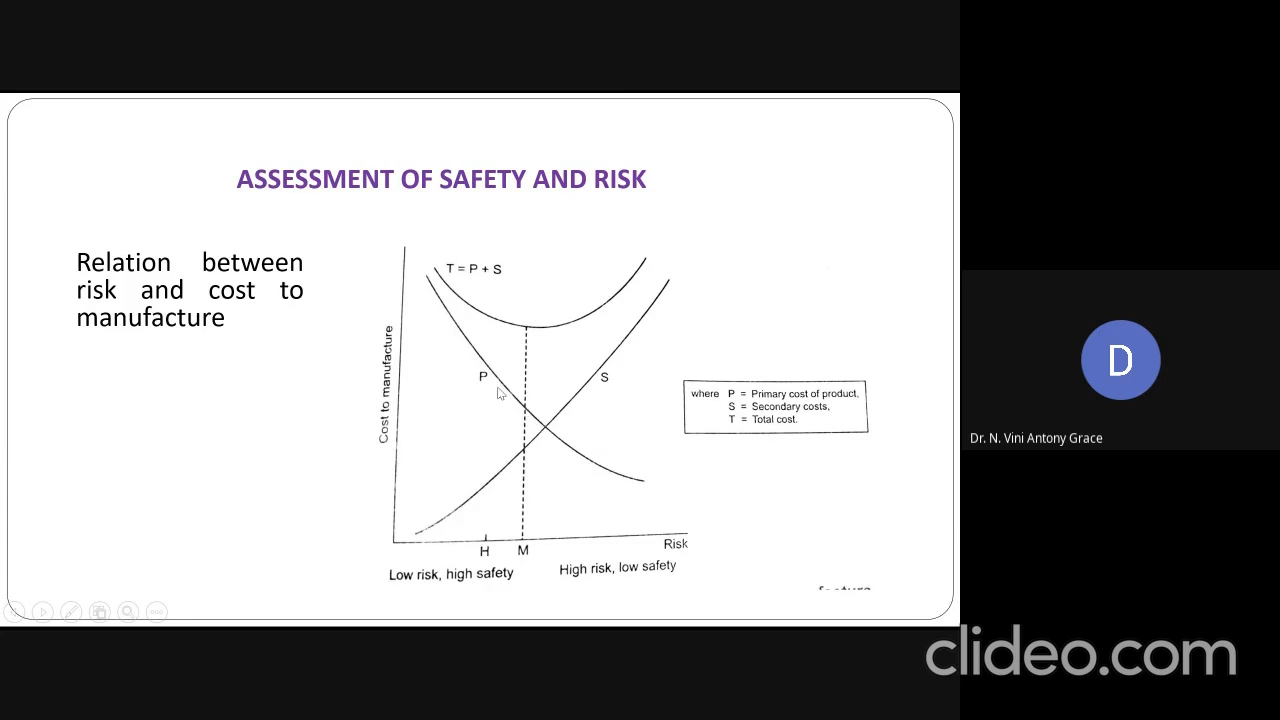 ASSESSMENT OF SAFETY AND RISK
Relation between
risk and cost to
manufacture
T = P + S
Cost to manufacture
P
S
where P = Primary cost of product,
S = Secondary costs,
T = Total cost.
H
M
Risk
Low risk, high safety
High risk, low safety
D
Dr. N. Vini Antony Grace
clideo.com